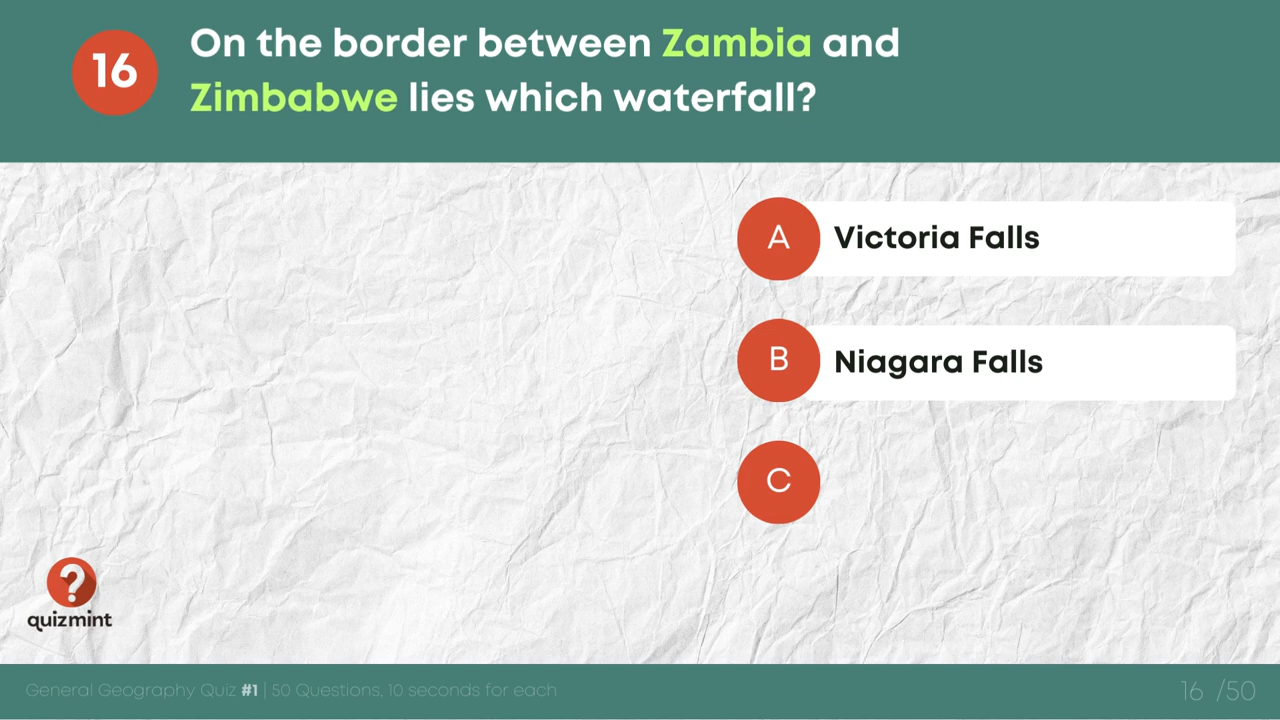 16
On the border between Zambia and
Zimbabwe lies which waterfall?
A Victoria Falls
B Niagara Falls
C
?
quizmint
General Geography Quiz #1 | 50 Questions, 10 seconds for each
16 /50